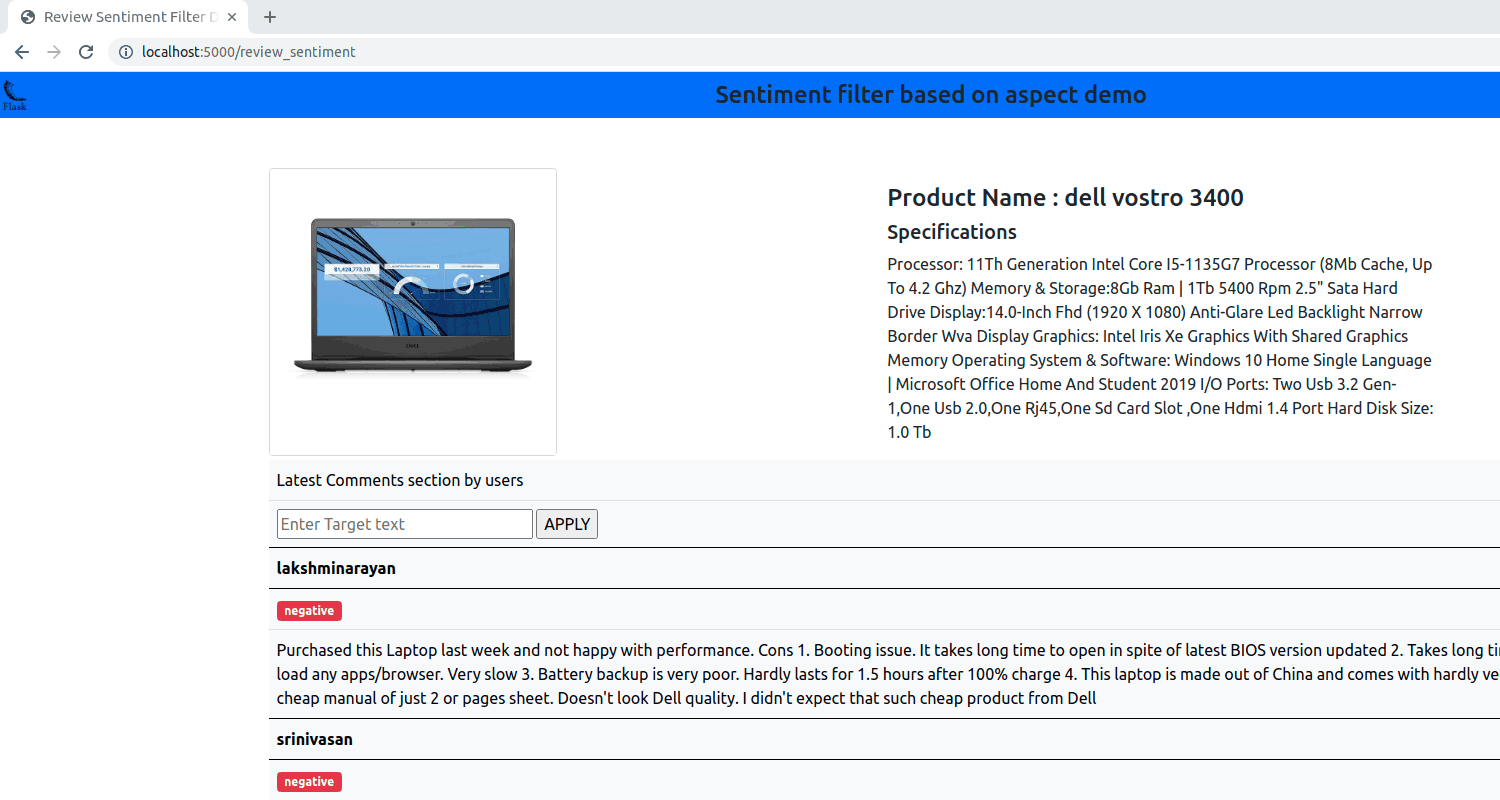 Review Sentiment Filter D
localhost:5000/review_sentiment
Flask
Sentiment filter based on aspect demo
$1,428,773.20
DELL
Product Name : dell vostro 3400
Specifications
Processor: 11Th Generation Intel Core I5-1135G7 Processor (8Mb Cache, Up
To 4.2 Ghz) Memory & Storage:8Gb Ram | 1Tb 5400 Rpm 2.5" Sata Hard
Drive Display:14.0-Inch Fhd (1920 X 1080) Anti-Glare Led Backlight Narrow
Border Wva Display Graphics: Intel Iris Xe Graphics With Shared Graphics
Memory Operating System & Software: Windows 10 Home Single Language
| Microsoft Office Home And Student 2019 I/O Ports: Two Usb 3.2 Gen-
1,One Usb 2.0,One Rj45,One Sd Card Slot ,One Hdmi 1.4 Port Hard Disk Size:
1.0 Tb
Latest Comments section by users
Enter Target text APPLY
lakshminarayan
negative
Purchased this Laptop last week and not happy with performance. Cons 1. Booting issue. It takes long time to open in spite of latest BIOS version updated 2. Takes long ti
load any apps/browser. Very slow 3. Battery backup is very poor. Hardly lasts for 1.5 hours after 100% charge 4. This laptop is made out of China and comes with hardly ve
cheap manual of just 2 or pages sheet. Doesn't look Dell quality. I didn't expect that such cheap product from Dell
srinivasan
negative